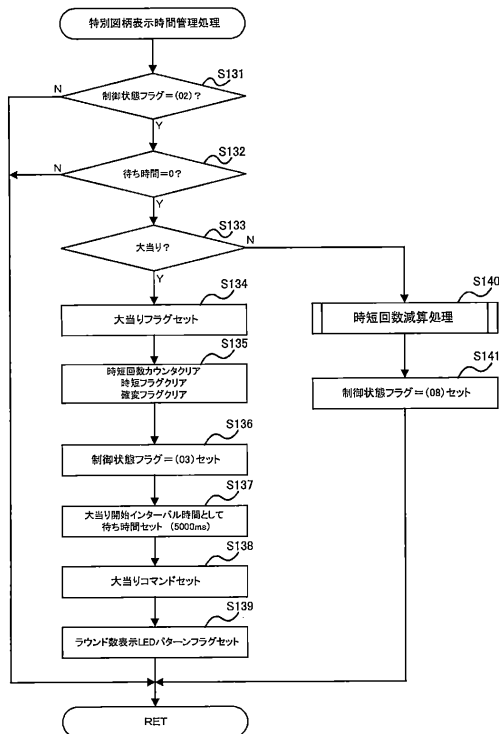 特別図柄表示時間管理処理
S131
制御状態フラグ=(02)?
N
Y
S132
待ち時間=0?
N
Y
S133
大当り?
N
Y
S134
大当りフラグセット
S135
時短回数カウンタクリア
時短フラグクリア
確変フラグクリア
S136
制御状態フラグ=(03)セット
S137
大当り開始インターバル時間として
待ち時間セット (5000ms)
S138
大当りコマンドセット
S139
ラウンド数表示LEDパターンフラグセット
S140
時短回数減算処理
S141
制御状態フラグ=(08)セット
RET